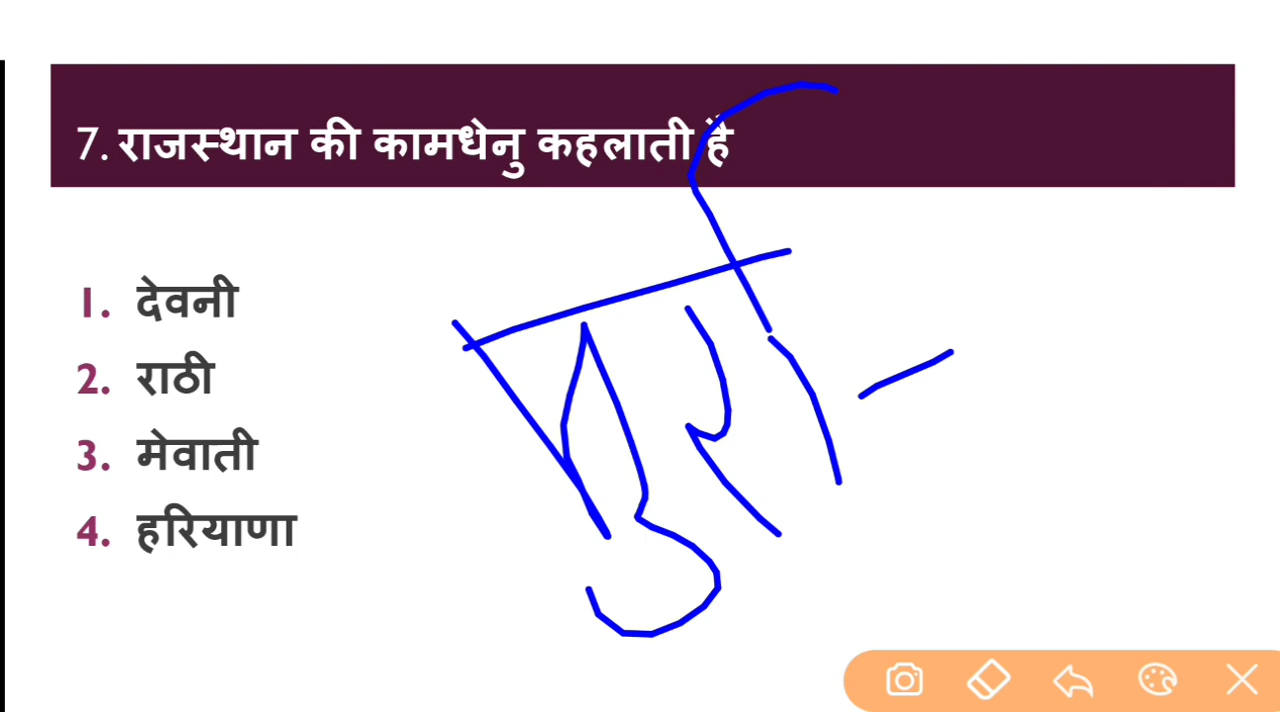 7. राजस्थान की कामधेनु कहलाती है
1. देवनी
2. राठी
3. मेवाती
4. हरियाणा